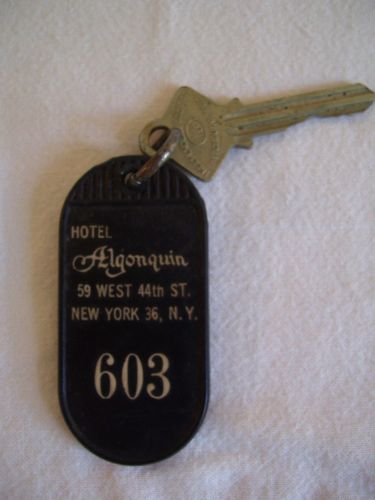 HOTEL
Algonquin
59 WEST 44th ST.
NEW YORK 36, N.Y.
603